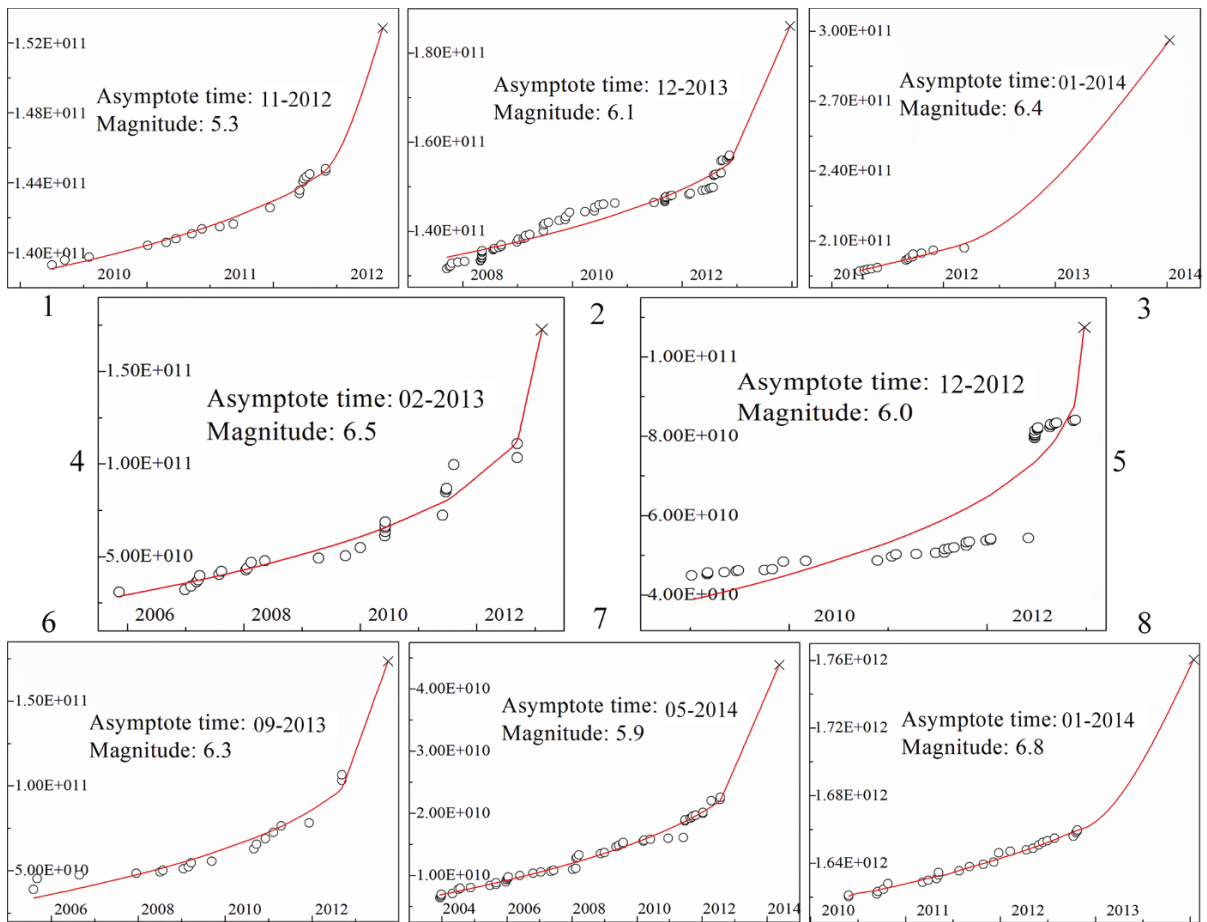 1.52E+011
Asymptote time: 11-2012
Magnitude: 5.3
1.48E+011
1.44E+011
1.40E+011
2010 2011 2012
1.80E+011
Asymptote time: 12-2013
Magnitude: 6.1
1.60E+011
1.40E+011
2008 2010 2012
3.00E+011
Asymptote time: 01-2014
Magnitude: 6.4
2.70E+011
2.40E+011
2.10E+011
2011 2012 2013 2014
1 2 3
1.50E+011
Asymptote time: 02-2013
Magnitude: 6.5
4
1.00E+011
5.00E+010
2006 2008 2010 2012
1.00E+011
Asymptote time: 12-2012
Magnitude: 6.0
8.00E+010
5
6.00E+010
4.00E+010
2010 2012
6 7 8
1.50E+011
Asymptote time: 09-2013
Magnitude: 6.3
1.00E+011
5.00E+010
2006 2008 2010 2012
4.00E+010
Asymptote time: 05-2014
Magnitude: 5.9
3.00E+010
2.00E+010
1.00E+010
2004 2006 2008 2010 2012 2014
1.76E+012
Asymptote time: 01-2014
Magnitude: 6.8
1.72E+012
1.68E+012
1.64E+012
2010 2011 2012 2013